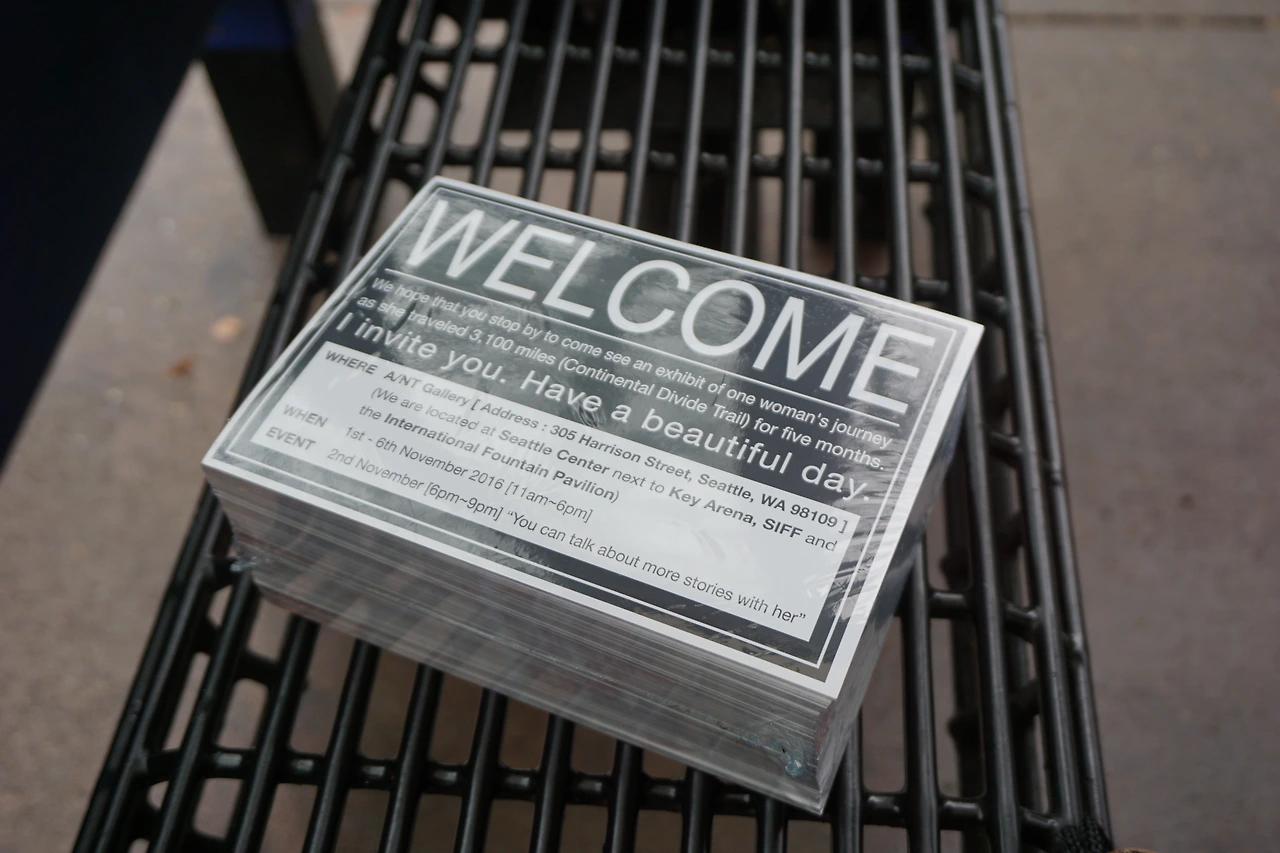 WELCOME
We hope that you stop by to come see an exhibit of one woman's journey
as she traveled 3,100 miles (Continental Divide Trail) for five months.
I invite you. Have a beautiful day.
WHERE A/NT Gallery [ Address : 305 Harrison Street, Seattle, WA 98109 ]
(We are located at Seattle Center next to Key Arena, SIFF and
the International Fountain Pavilion)
WHEN 1st - 6th November 2016 [11am~6pm]
EVENT 2nd November [6pm~9pm] “You can talk about more stories with her”